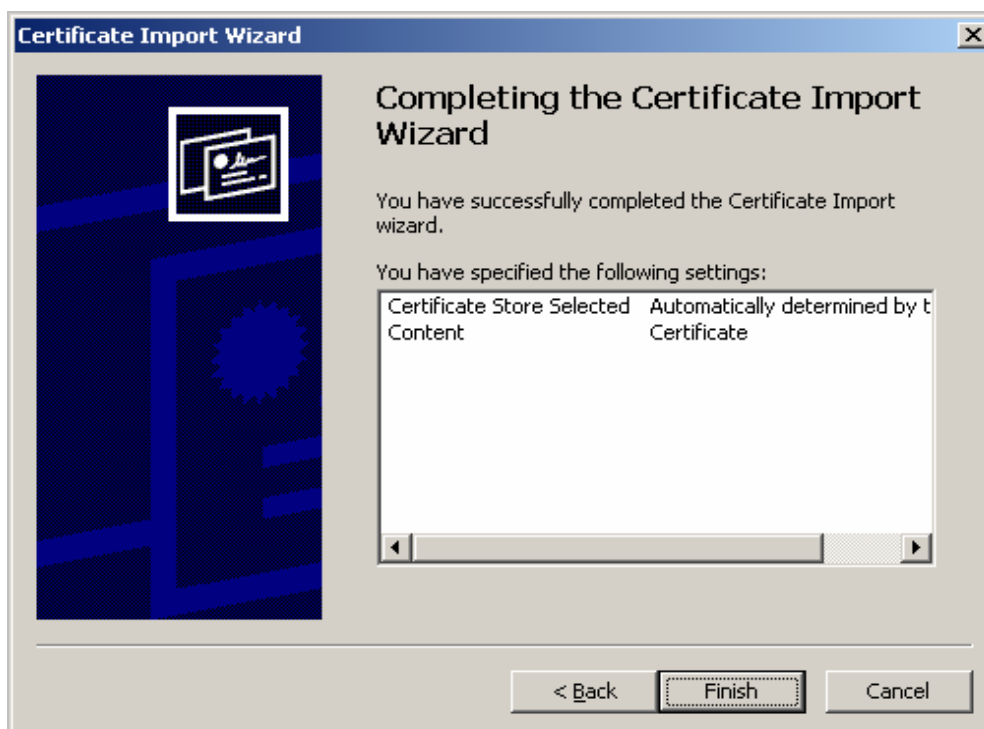 Certificate Import Wizard
Completing the Certificate Import
Wizard
You have successfully completed the Certificate Import
wizard.
You have specified the following settings:
Certificate Store Selected Automatically determined by t
Content Certificate
< Back Finish Cancel